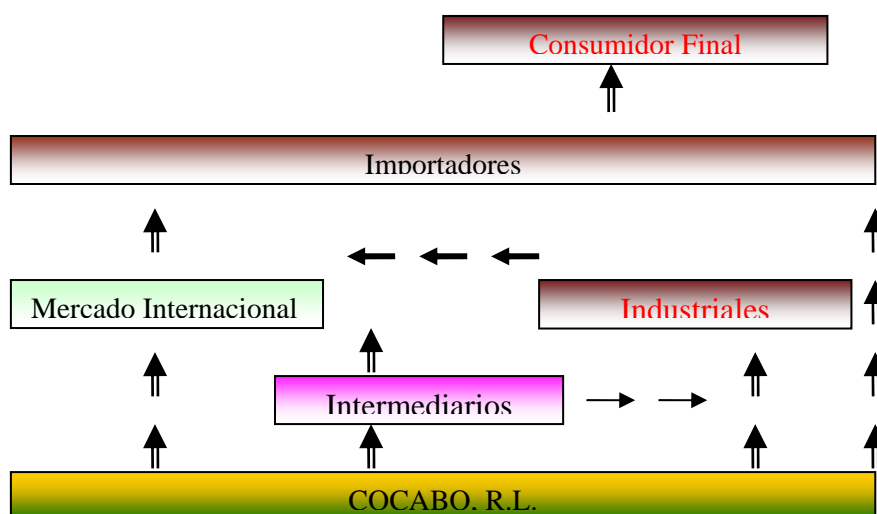 Consumidor Final
Importadores
Mercado Internacional
Industriales
Intermediarios
COCABO, R.L.